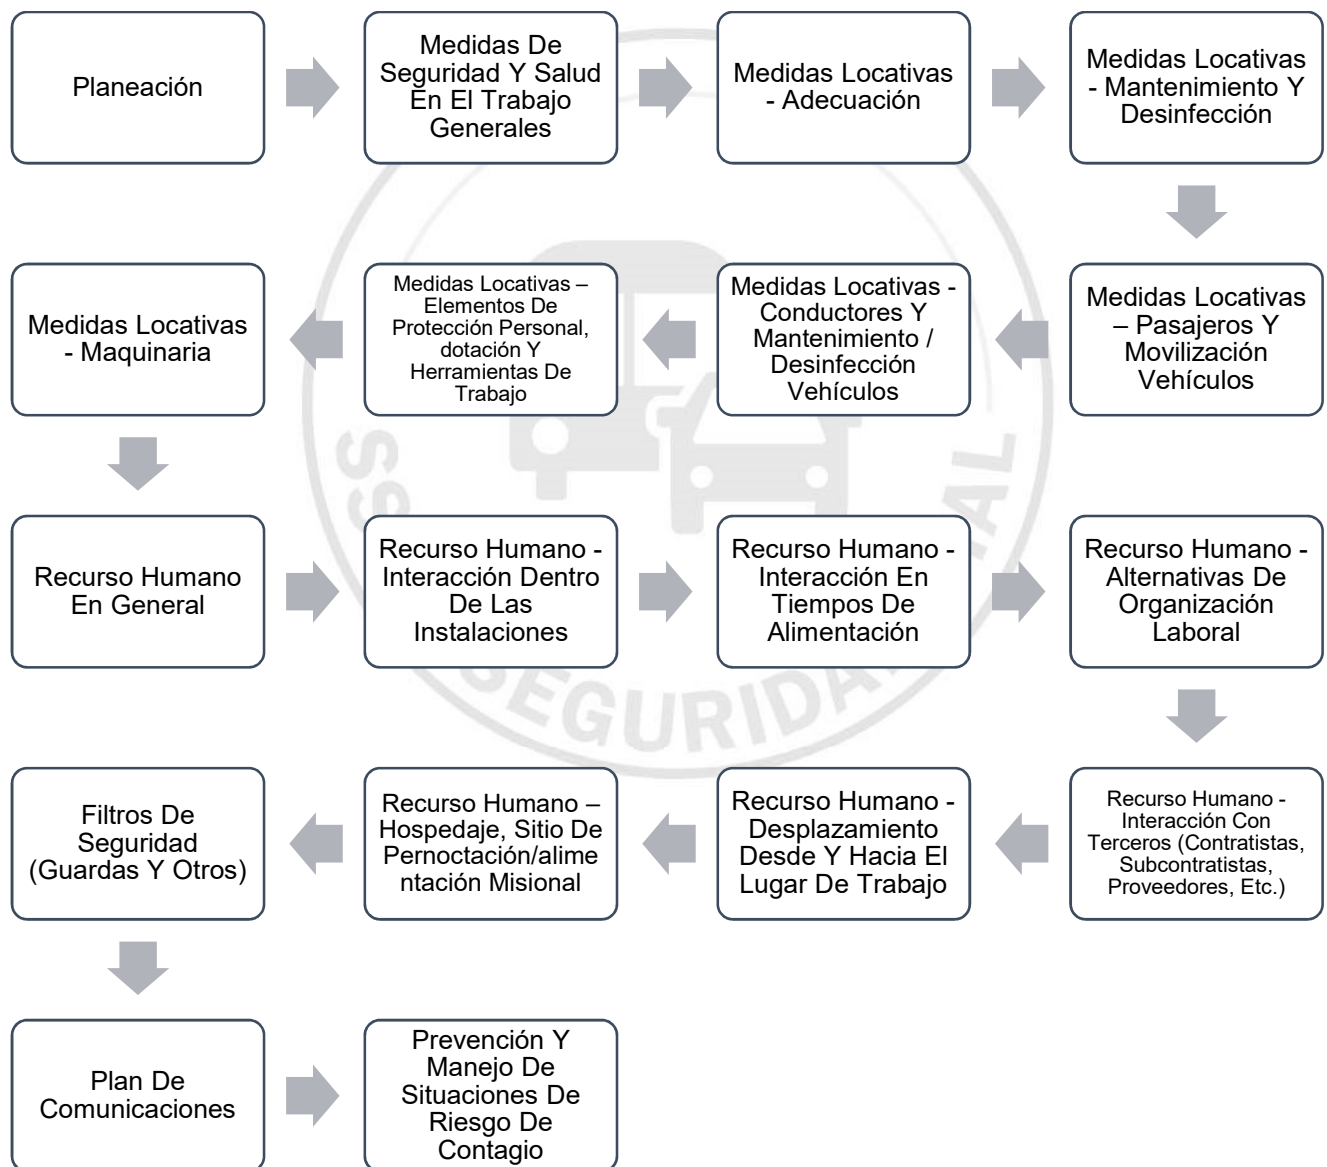 Planeación
Medidas De
Seguridad Y Salud
En El Trabajo
Generales
Medidas Locativas
- Adecuación
Medidas Locativas
- Mantenimiento Y
Desinfección
Medidas Locativas
– Pasajeros Y
Movilización
Vehículos
Medidas Locativas -
Conductores Y
Mantenimiento /
Desinfección
Vehículos
Medidas Locativas –
Elementos De
Protección Personal,
dotación Y
Herramientas De
Trabajo
Medidas Locativas
- Maquinaria
Recurso Humano
En General
Recurso Humano -
Interacción Dentro
De Las
Instalaciones
Recurso Humano -
Interacción En
Tiempos De
Alimentación
Recurso Humano -
Alternativas De
Organización
Laboral
Recurso Humano -
Interacción Con
Terceros (Contratistas,
Subcontratistas,
Proveedores, Etc.)
Recurso Humano -
Desplazamiento
Desde Y Hacia El
Lugar De Trabajo
Recurso Humano –
Hospedaje, Sitio De
Pernoctación/alime
ntación Misional
Filtros De
Seguridad
(Guardas Y Otros)
Plan De
Comunicaciones
Prevención Y
Manejo De
Situaciones De
Riesgo De
Contagio